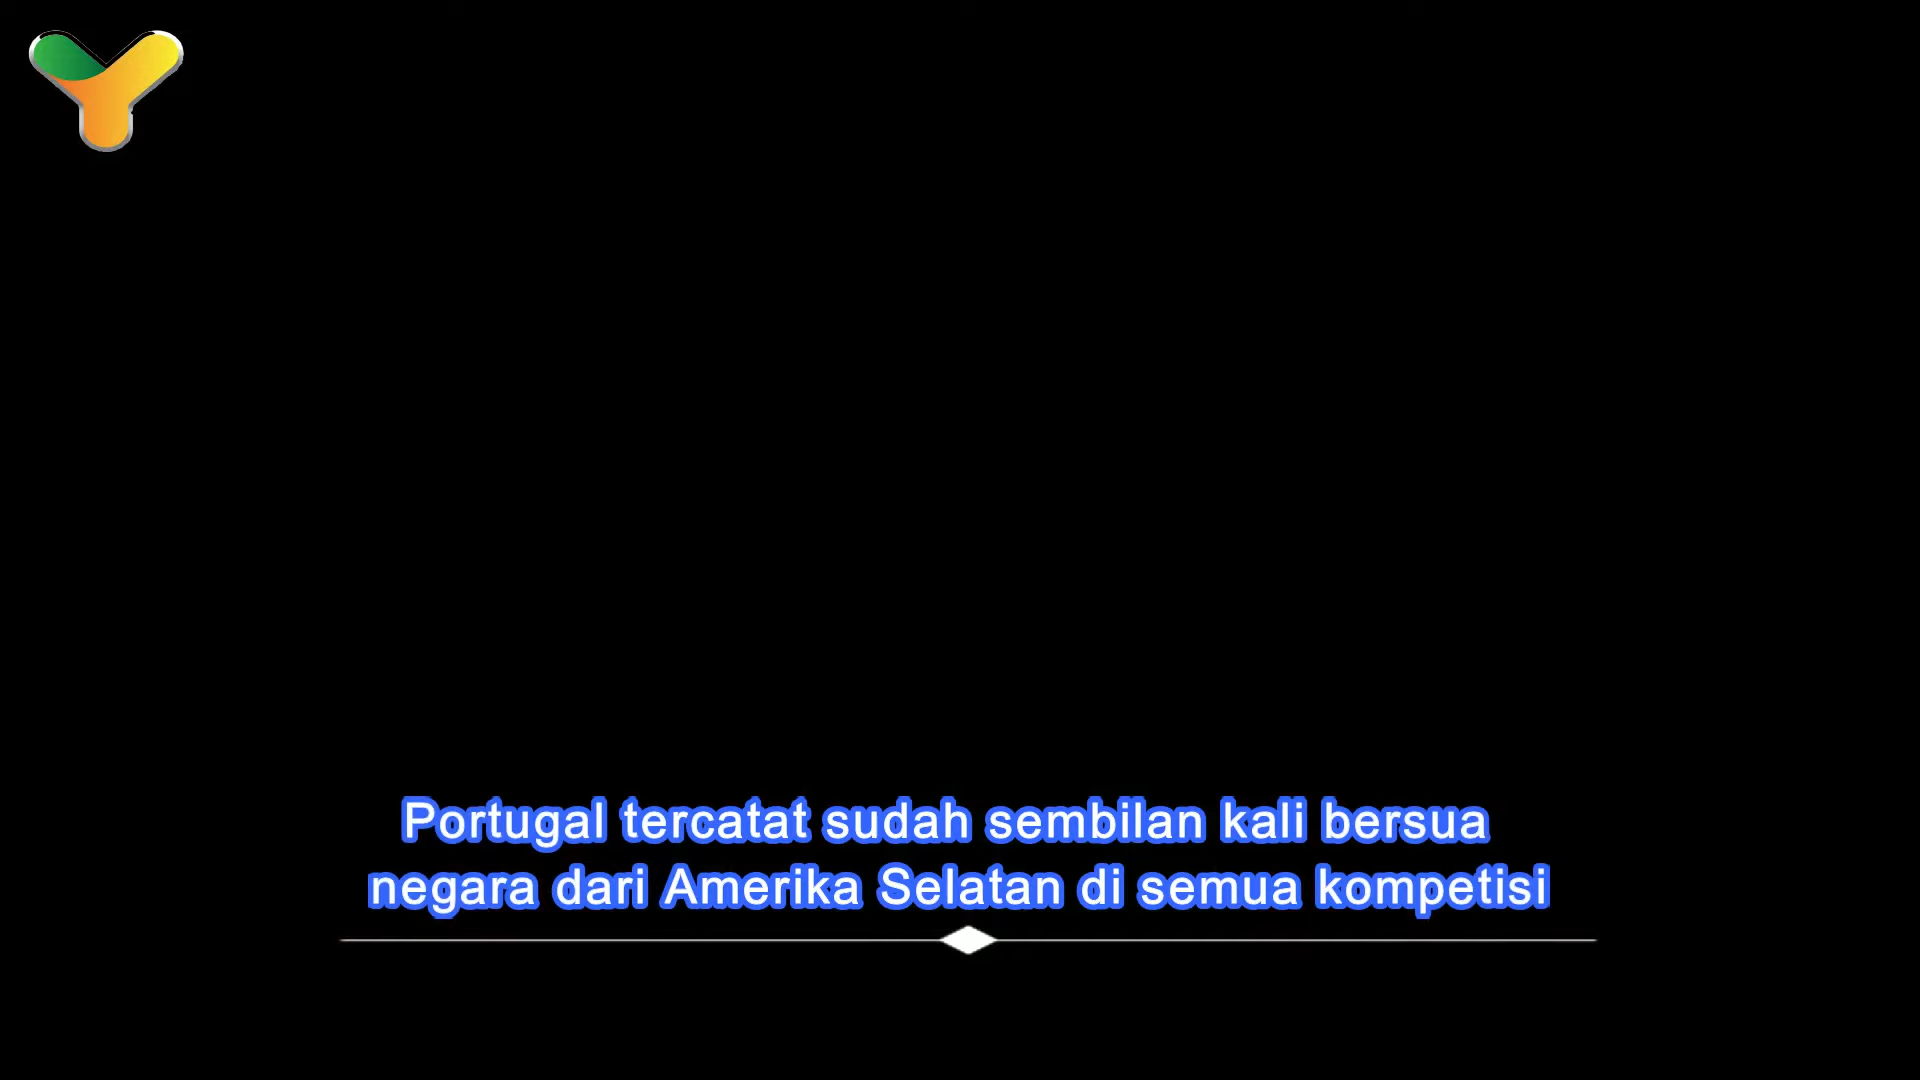 Portugal tercatat sudah sembilan kali bersua
negara dari Amerika Selatan di semua kompetisi